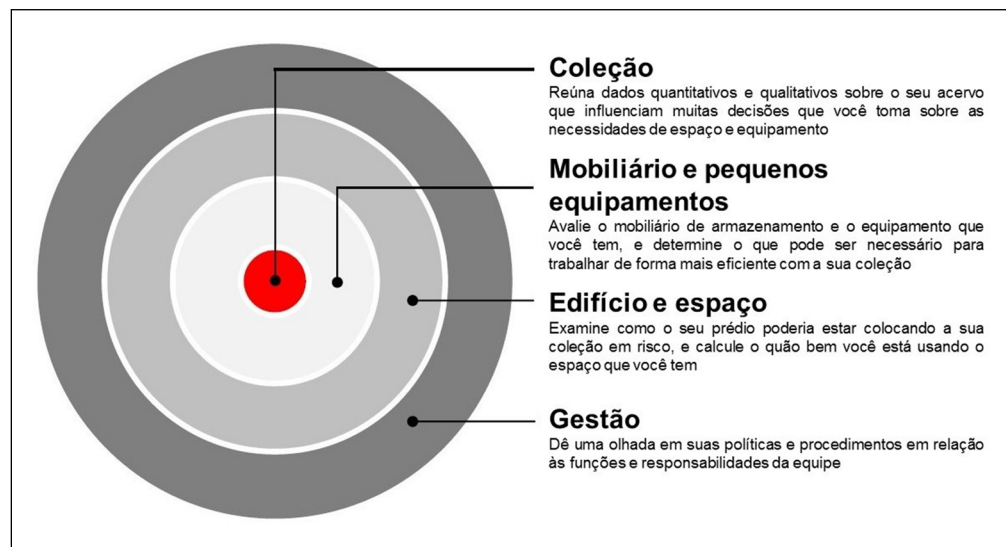 Coleção
Reúna dados quantitativos e qualitativos sobre o seu acervo
que influenciam muitas decisões que você toma sobre as
necessidades de espaço e equipamento
Mobiliário e pequenos
equipamentos
Avalie o mobiliário de armazenamento e o equipamento que
você tem, e determine o que pode ser necessário para
trabalhar de forma mais eficiente com a sua coleção
Edifício e espaço
Examine como o seu prédio poderia estar colocando a sua
coleção em risco, e calcule o quão bem você está usando o
espaço que você tem
Gestão
Dê uma olhada em suas políticas e procedimentos em relação
às funções e responsabilidades da equipe